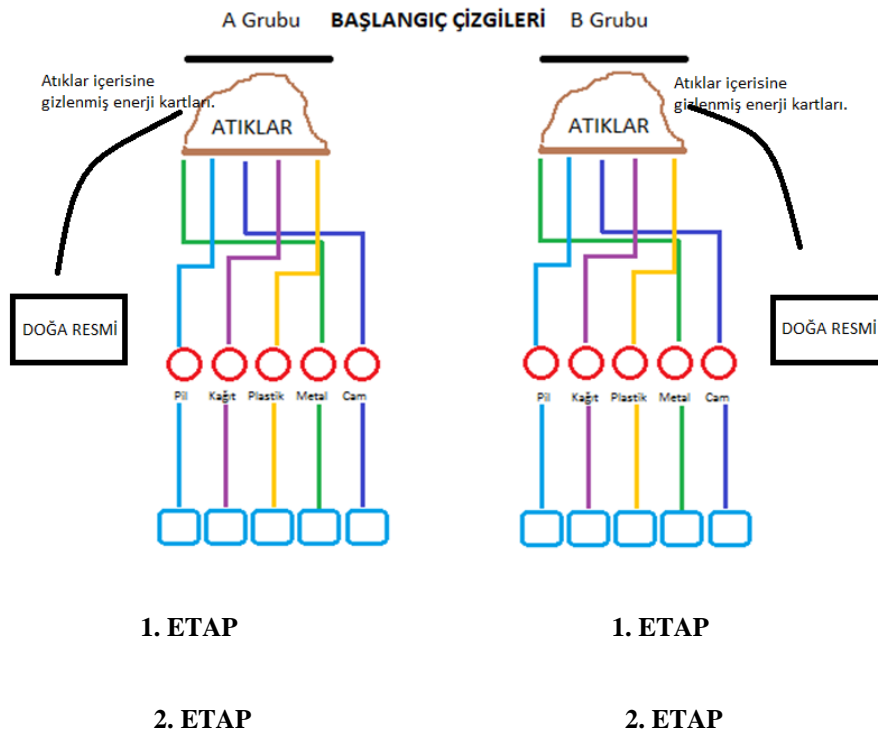 A Grubu BAŞLANGIÇ ÇİZGİLERİ B Grubu
Atıklar içerisine
gizlenmiş enerji kartları.
Atıklar içerisine
gizlenmiş enerji kartları.
ATIKLAR
ATIKLAR
DOĞA RESMİ
DOĞA RESMİ
Pil Kağıt Plastik Metal Cam
Pil Kağıt Plastik Metal Cam
1. ETAP
1. ETAP
2. ETAP
2. ETAP